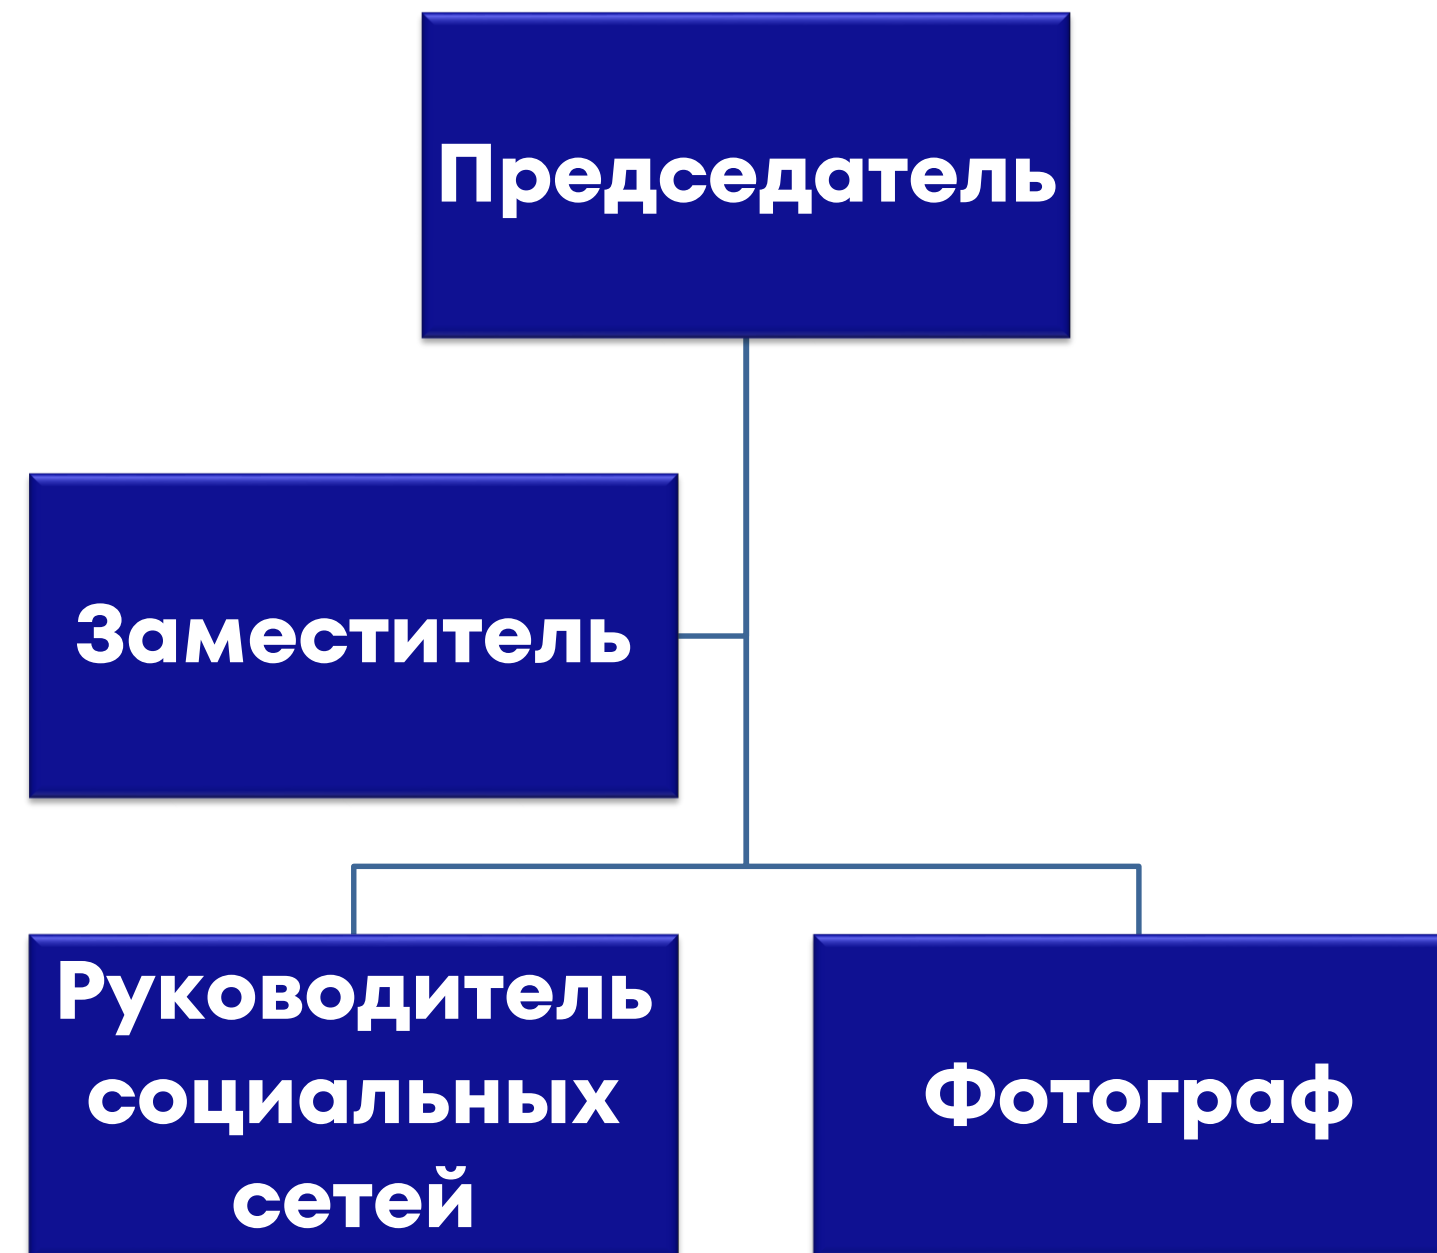 Председатель
Заместитель
Руководитель
социальных
сетей
Фотограф